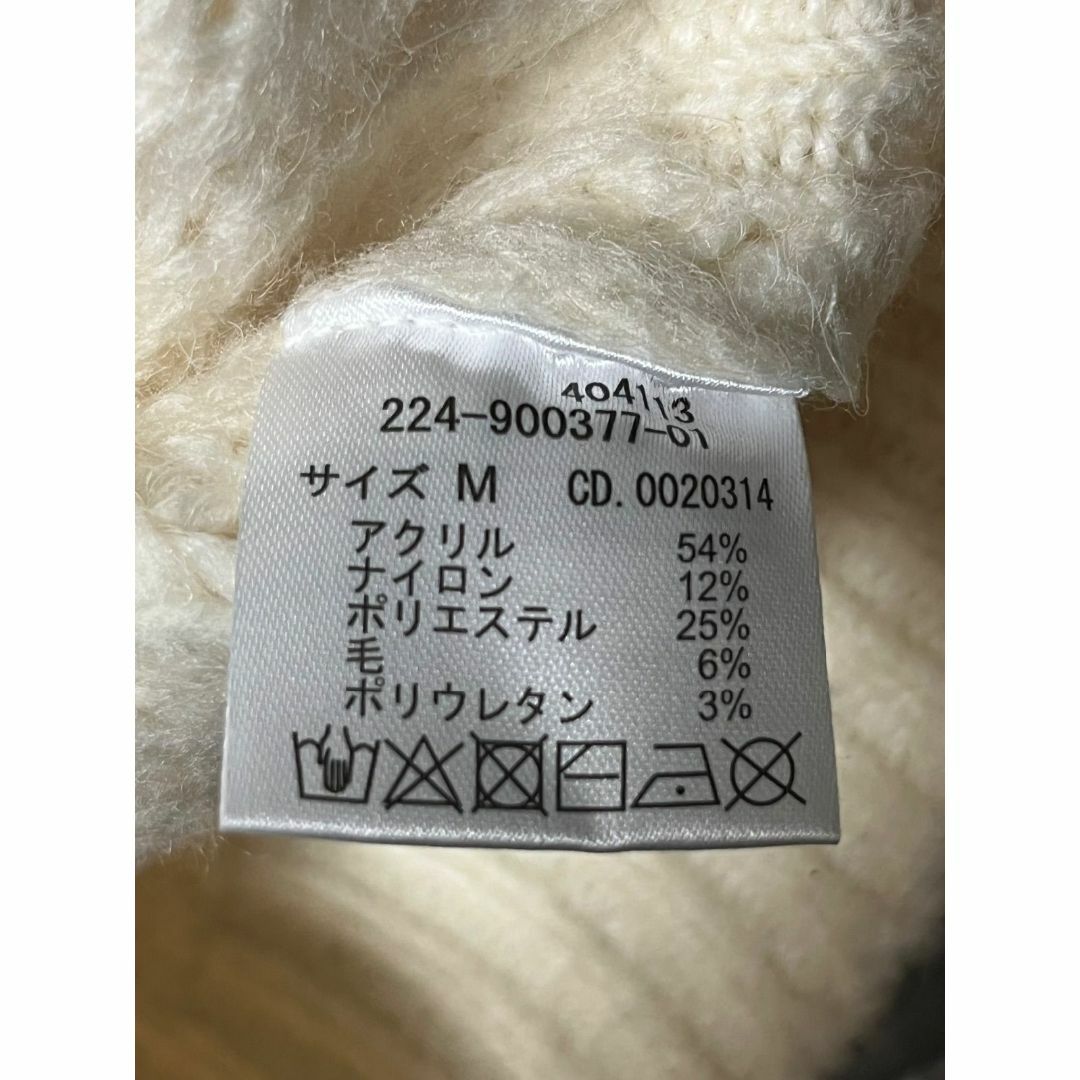 404113
224-900377-01
サイズ M CD. 0020314
アクリル 54%
ナイロン 12%
ポリエステル 25%
毛 6%
ポリウレタン 3%